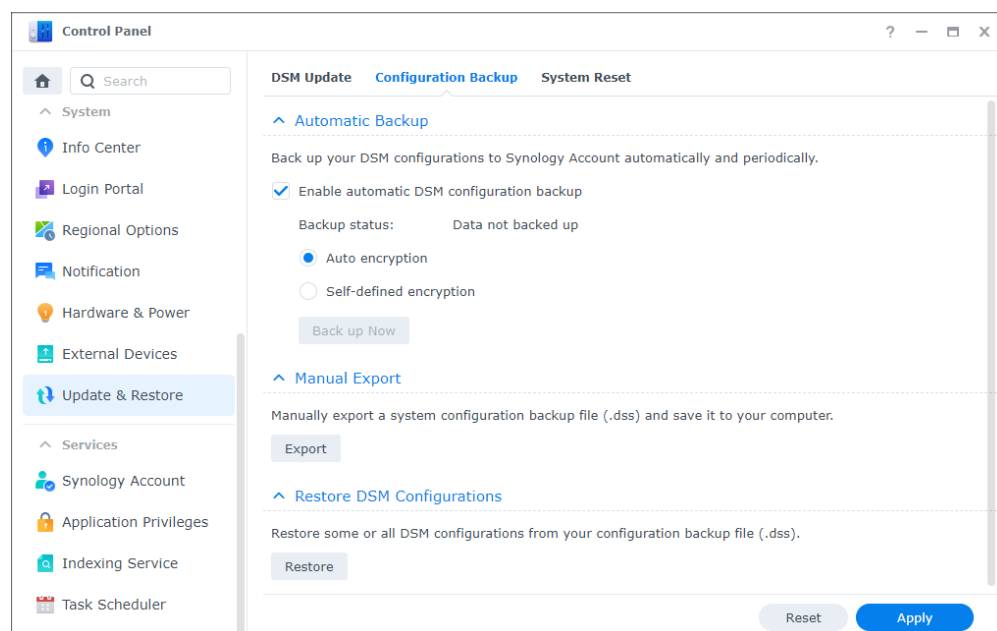 Control Panel
?
Search
System
Info Center
Login Portal
Regional Options
Notification
Hardware & Power
External Devices
Update & Restore
Services
Synology Account
Application Privileges
Indexing Service
Task Scheduler
DSM Update Configuration Backup System Reset
Automatic Backup
Back up your DSM configurations to Synology Account automatically and periodically.
Enable automatic DSM configuration backup
Backup status: Data not backed up
Auto encryption
Self-defined encryption
Back up Now
Manual Export
Manually export a system configuration backup file (.dss) and save it to your computer.
Export
Restore DSM Configurations
Restore some or all DSM configurations from your configuration backup file (.dss).
Restore
Reset Apply